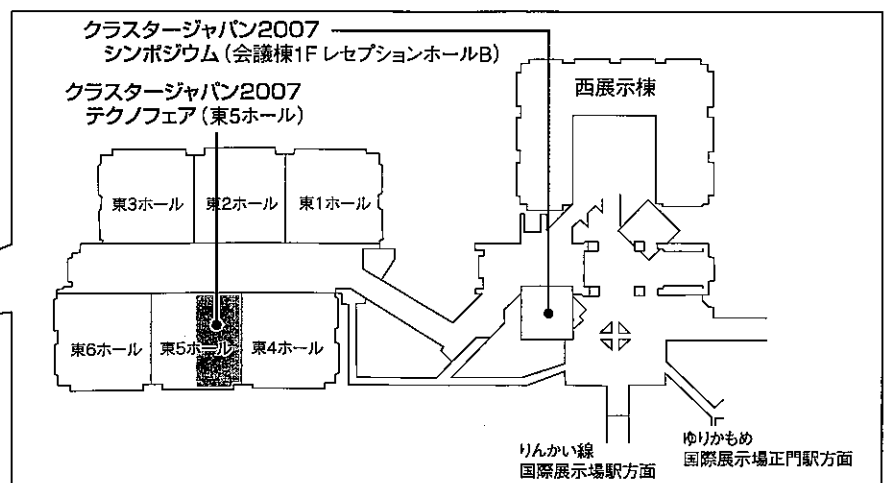 クラスタージャパン2007
シンポジウム(会議棟1F レセプションホールB)
クラスタージャパン2007
テクノフェア(東5ホール)
西展示棟
東3ホール
東2ホール
東1ホール
東6ホール
東5ホール
東4ホール
りんかい線
国際展示場駅方面
ゆりかもめ
国際展示場正門駅方面